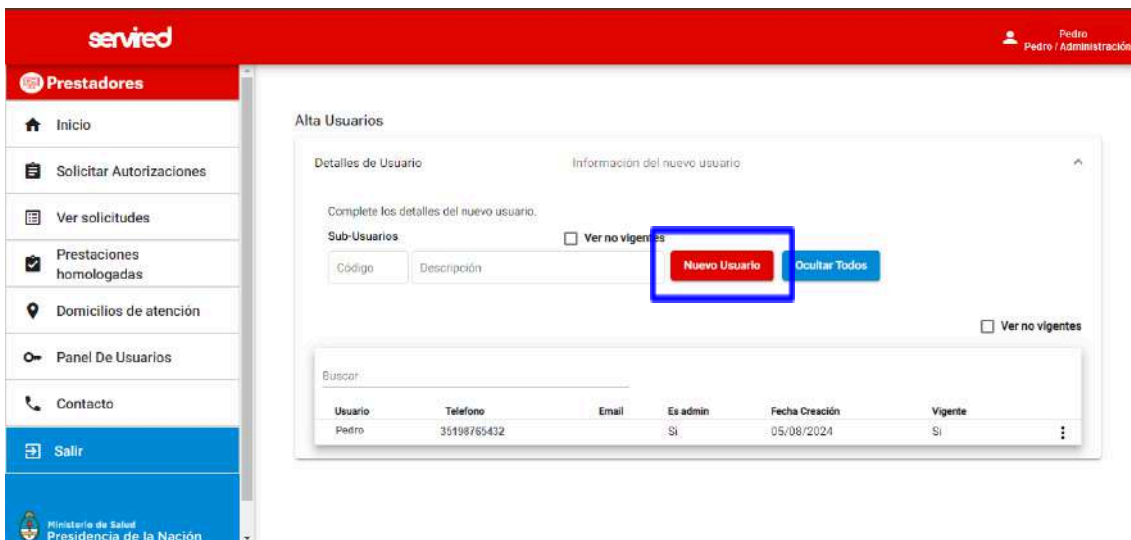 servired
Pedro
Pedro / Administración
Prestadores
Inicio
Solicitar Autorizaciones
Ver solicitudes
Prestaciones
homologadas
Domicilios de atención
Panel De Usuarios
Contacto
Salir
Ministerio de Salud
Presidencia de la Nación
Alta Usuarios
Detalles de Usuario Información del nuevo usuario
Complete los detalles del nuevo usuario.
Sub-Usuarios Ver no vigentes
Código Descripción Nuevo Usuario Ocultar Todos
Ver no vigentes
Buscar
Usuario Telefono Email Es admin Fecha Creación Vigente
Pedro 35198765432 Si 05/08/2024 Si